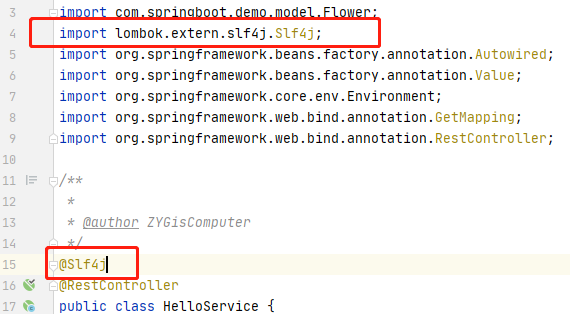 3 import com.springboot.demo.model.Flower;
4 import lombok.extern.slf4j.Slf4j;
5 import org.springframework.beans.factory.annotation.Autowired;
6 import org.springframework.beans.factory.annotation.Value;
7 import org.springframework.core.env.Environment;
8 import org.springframework.web.bind.annotation.GetMapping;
9 import org.springframework.web.bind.annotation.RestController;
10
11 /**
12 *
13 * @author ZYGisComputer
14 */
15 @Slf4j
16 @RestController
17 public class HelloService {